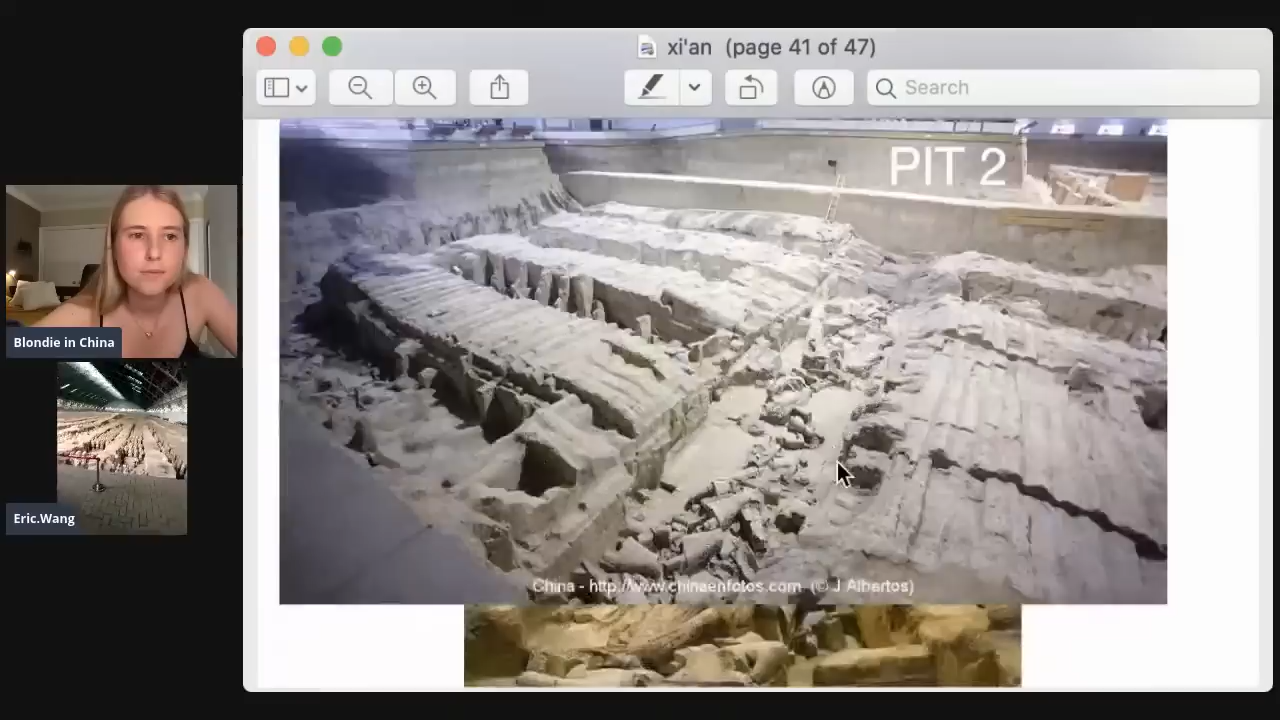 xi'an (page 41 of 47)
Search
PIT 2
Blondie in China
Eric.Wang
China - http://www.chinaenfotos.com (© J Albertos)